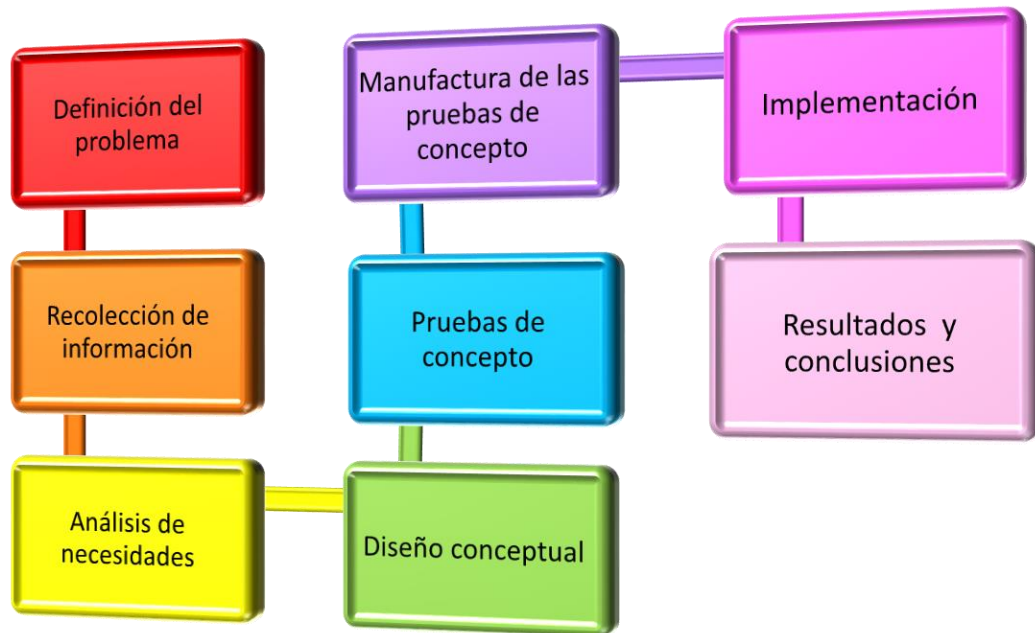 Definición del
problema
Recolección de
información
Análisis de
necesidades
Diseño conceptual
Pruebas de
concepto
Manufactura de las
pruebas de
concepto
Implementación
Resultados y
conclusiones